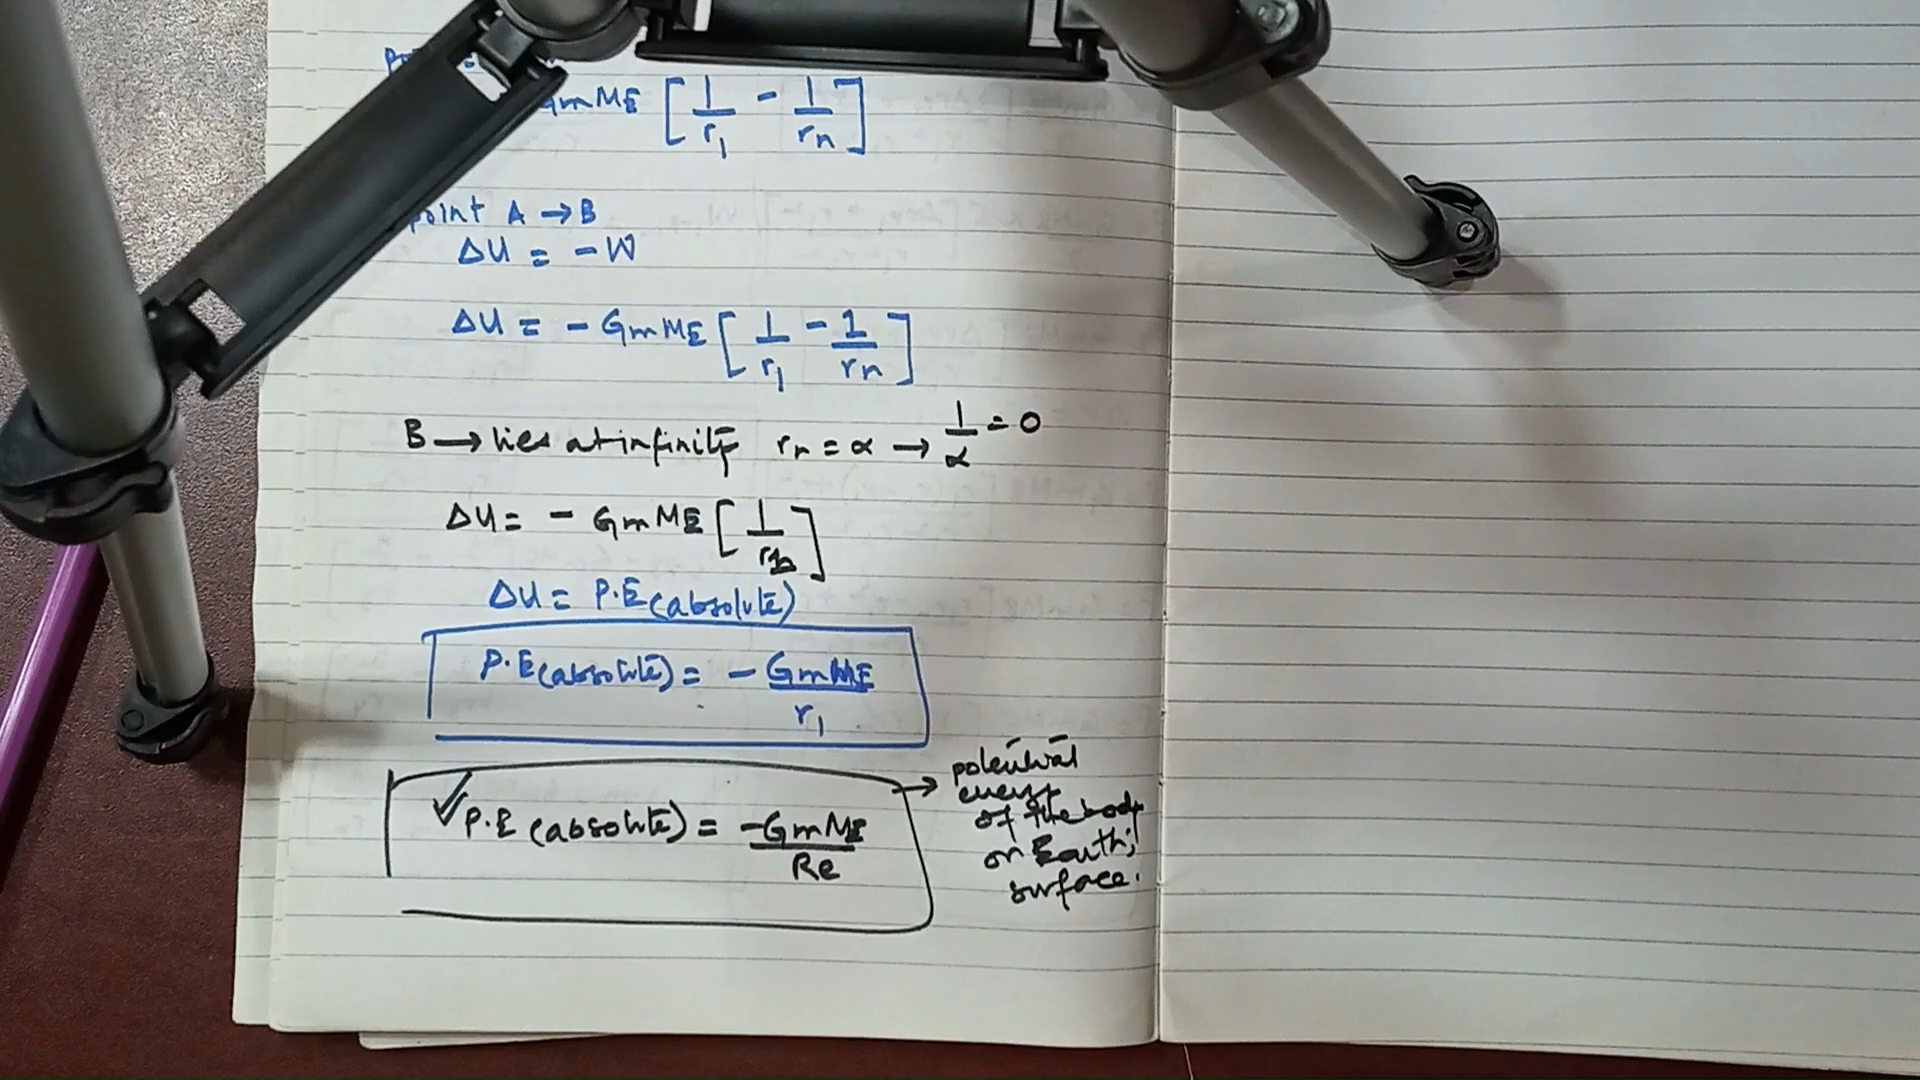 GmME [ 1/r1 - 1/rn ]
point A → B
ΔU = - W
ΔU = - GmME [ 1/r1 - 1/rn ]
B → lies at infinity rn = α → 1/α = 0
ΔU = - GmME [ 1/r1 ]
ΔU = P.E(absolute)
P.E(absolute) = - GmME/r1
✓P.E (absolute) = -GmME/Re
→ potential
energy
of the body
on Earth's
surface.